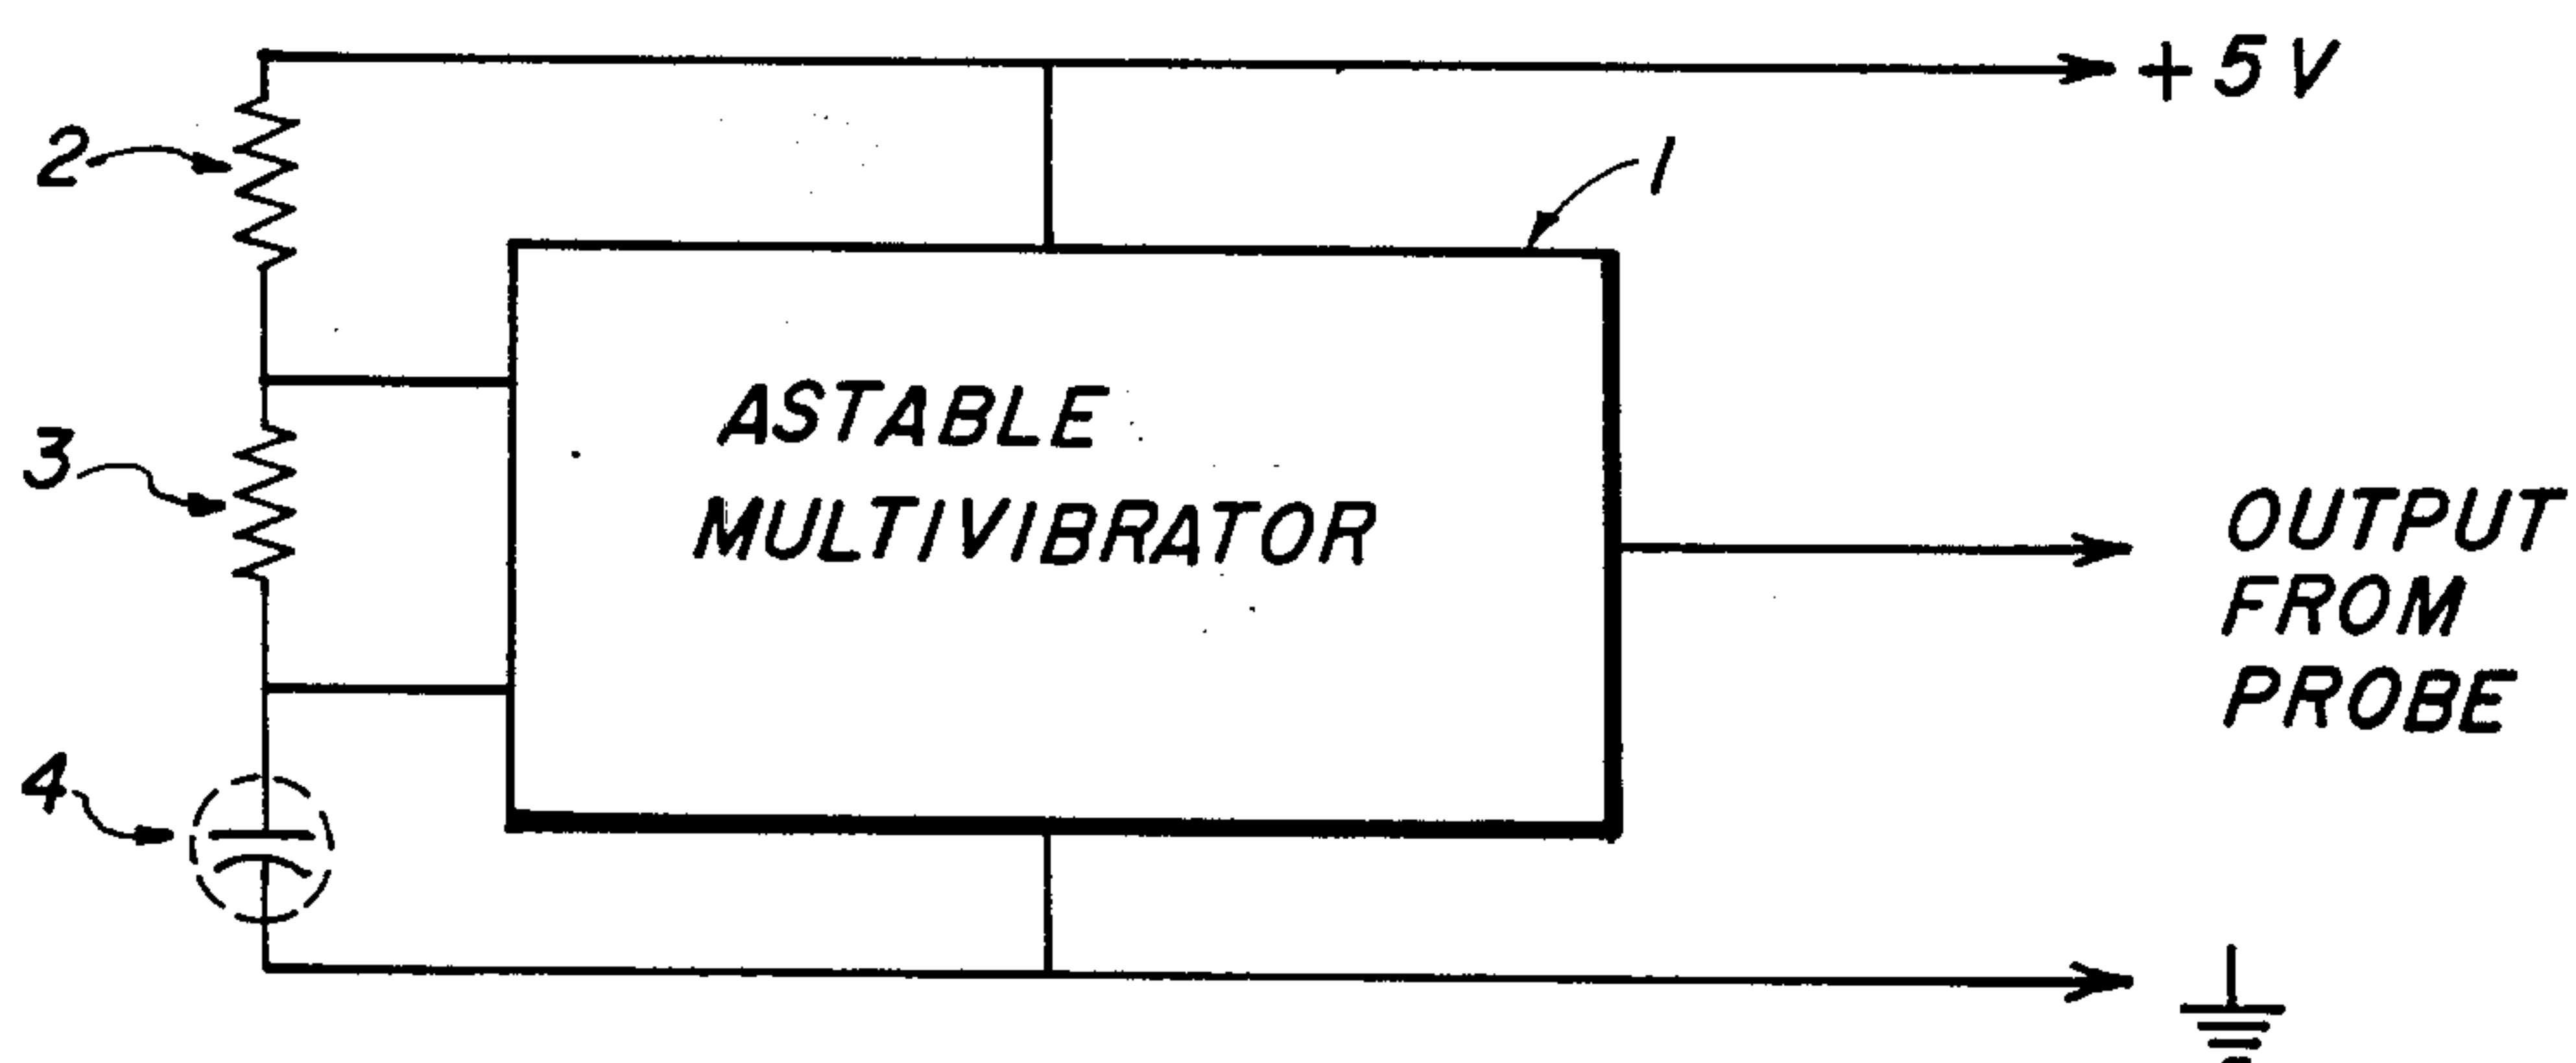 +5V
2
1
3
ASTABLE
MULTIVIBRATOR
OUTPUT
FROM
PROBE
4